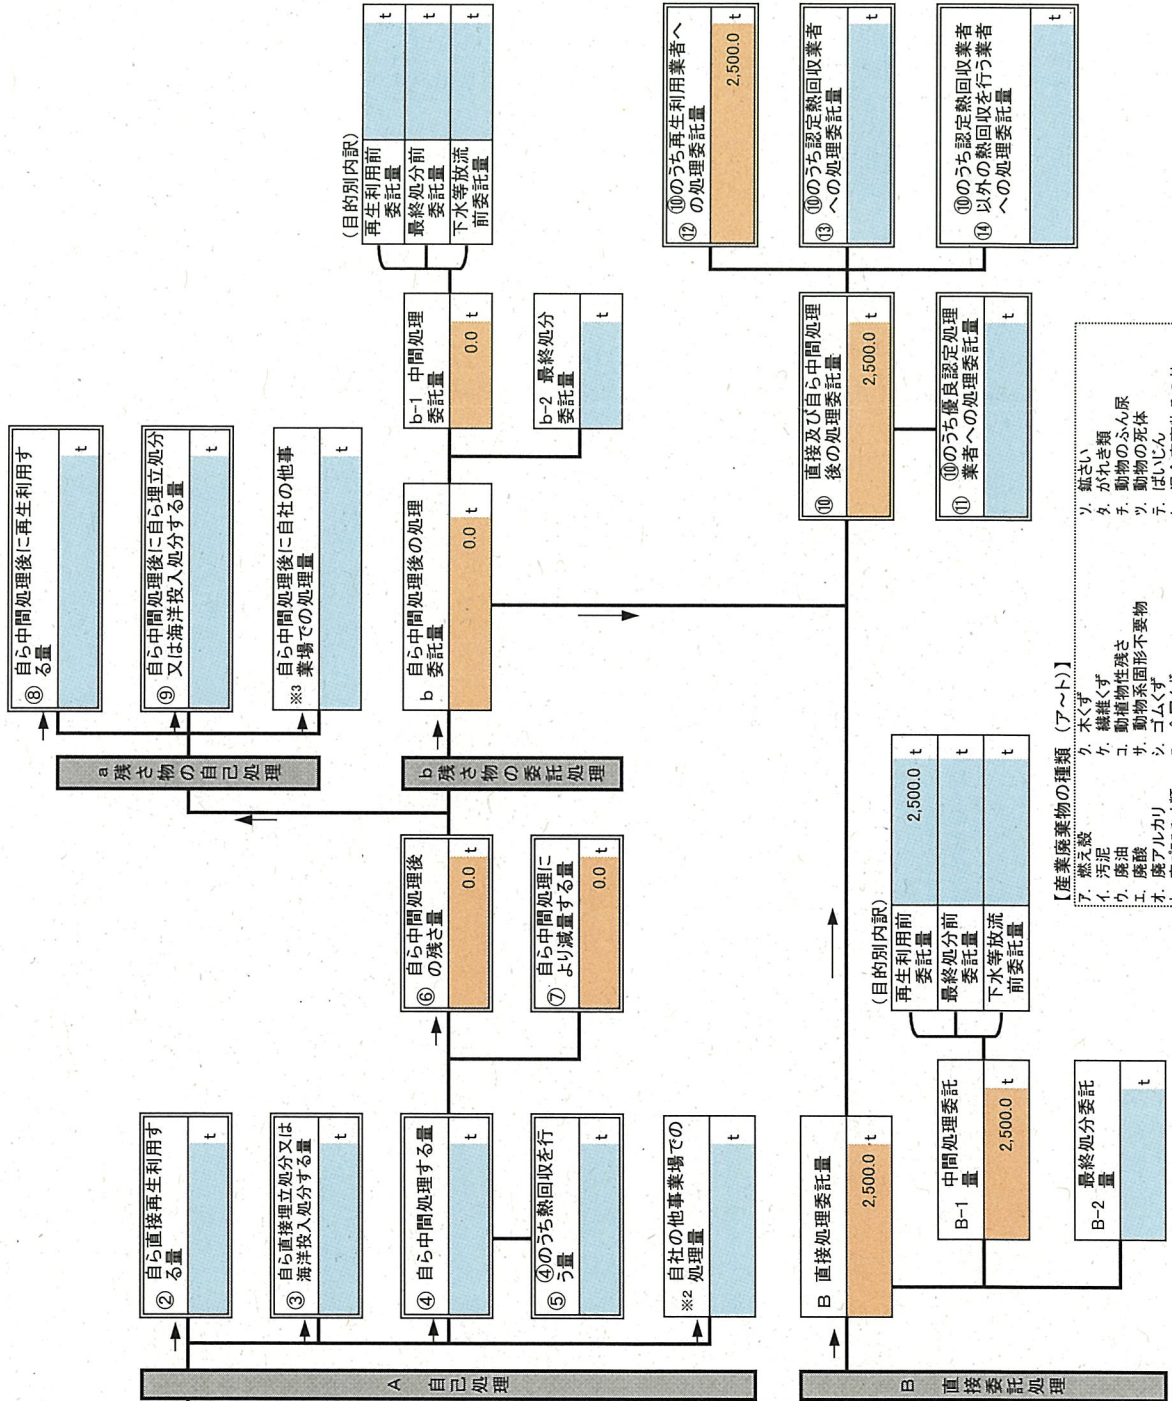 A 自己処理
② 自ら直接再生利用す
る量
t
③ 自ら直接埋立処分又は
海洋投入処分する量
t
④ 自ら中間処理する量
t
⑤ ④のうち熱回収を行
う量
t
※2 自社の他事業場での
処理量
t
⑥ 自ら中間処理後
の残さ量
0.0 t
⑦ 自ら中間処理に
より減量する量
0.0 t
a 残さ物の自己処理
⑧ 自ら中間処理後に再生利用す
る量
t
⑨ 自ら中間処理後に自ら埋立処分
又は海洋投入処分する量
t
※3 自ら中間処理後に自社の他事
業場での処理量
t
b 残さ物の委託処理
b 自ら中間処理後の処理
委託量
0.0 t
b-1 中間処理
委託量
0.0 t
b-2 最終処分
委託量
t
(目的別内訳)
再生利用前
委託量
t
最終処分前
委託量
t
下水等放流
前委託量
t
B 直接委託処理
B 直接処理委託量
2,500.0 t
B-1 中間処理委託
量
2,500.0 t
B-2 最終処分委託
量
t
(目的別内訳)
再生利用前
委託量
2,500.0 t
最終処分前
委託量
t
下水等放流
前委託量
t
⑩ 直接及び自ら中間処理
後の処理委託量
2,500.0 t
⑪ ⑩のうち優良認定処理
業者への処理委託量
t
⑫ ⑩のうち再生利用業者へ
の処理委託量
2,500.0 t
⑬ ⑩のうち認定熱回収業者
への処理委託量
t
⑭ ⑩のうち認定熱回収業者
以外の熱回収を行う業者
への処理委託量
t
【産業廃棄物の種類 (ア~ト)】
ア. 燃え殻
イ. 汚泥
ウ. 廃油
エ. 廃酸
オ. 廃アルカリ
ク. 木くず
ケ. 繊維くず
コ. 動植物性残さ
サ. 動物系固形不要物
シ. ゴムくず
ソ. 鉱さい
タ. がれき類
チ. 動物のふん尿
ツ. 動物の死体
テ. ばいじん